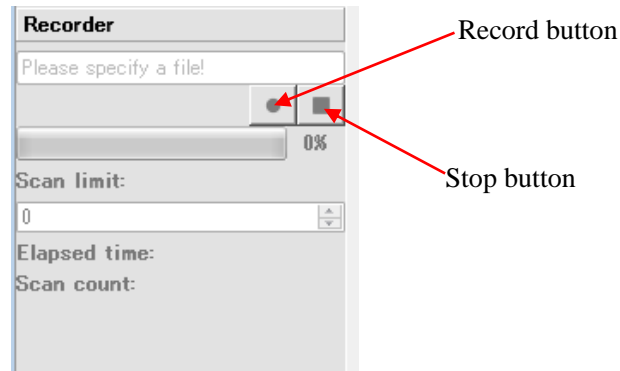 Recorder
Record button
Please specify a file!
0%
Scan limit:
Stop button
0
Elapsed time:
Scan count: